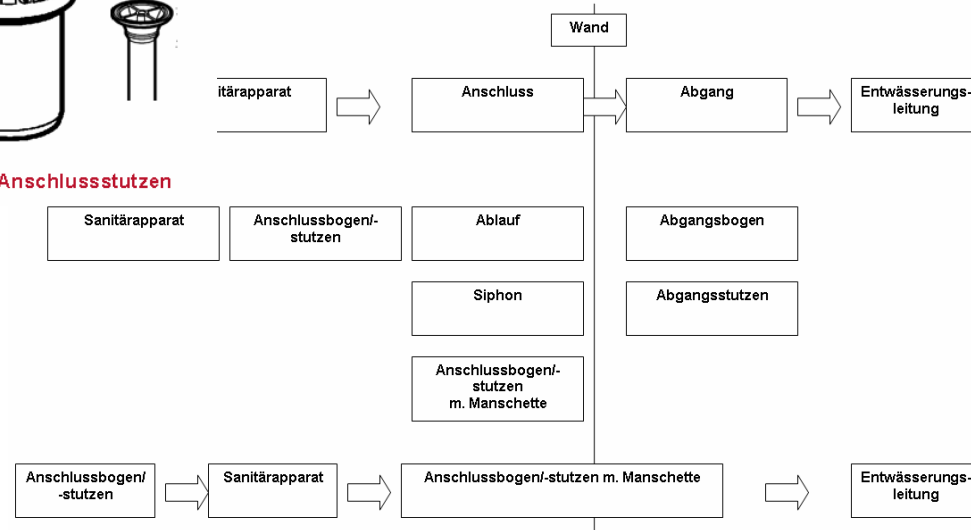 Wand
itärapparat
Anschluss
Abgang
Entwässerungs-
leitung
Anschlussstutzen
Sanitärapparat
Anschlussbogen/-
stutzen
Ablauf
Abgangsbogen
Siphon
Abgangsstutzen
Anschlussbogen/-
stutzen
m. Manschette
Anschlussbogen/
-stutzen
Sanitärapparat
Anschlussbogen/-stutzen m. Manschette
Entwässerungs-
leitung